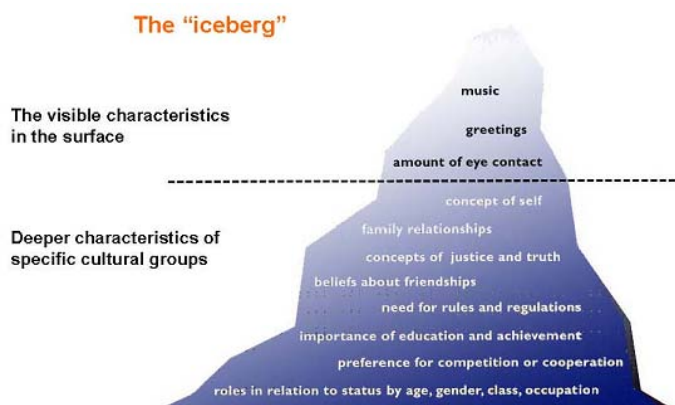 The “iceberg”
The visible characteristics
in the surface
music
greetings
amount of eye contact
Deeper characteristics of
specific cultural groups
concept of self
family relationships
concepts of justice and truth
beliefs about friendships
need for rules and regulations
importance of education and achievement
preference for competition or cooperation
roles in relation to status by age, gender, class, occupation